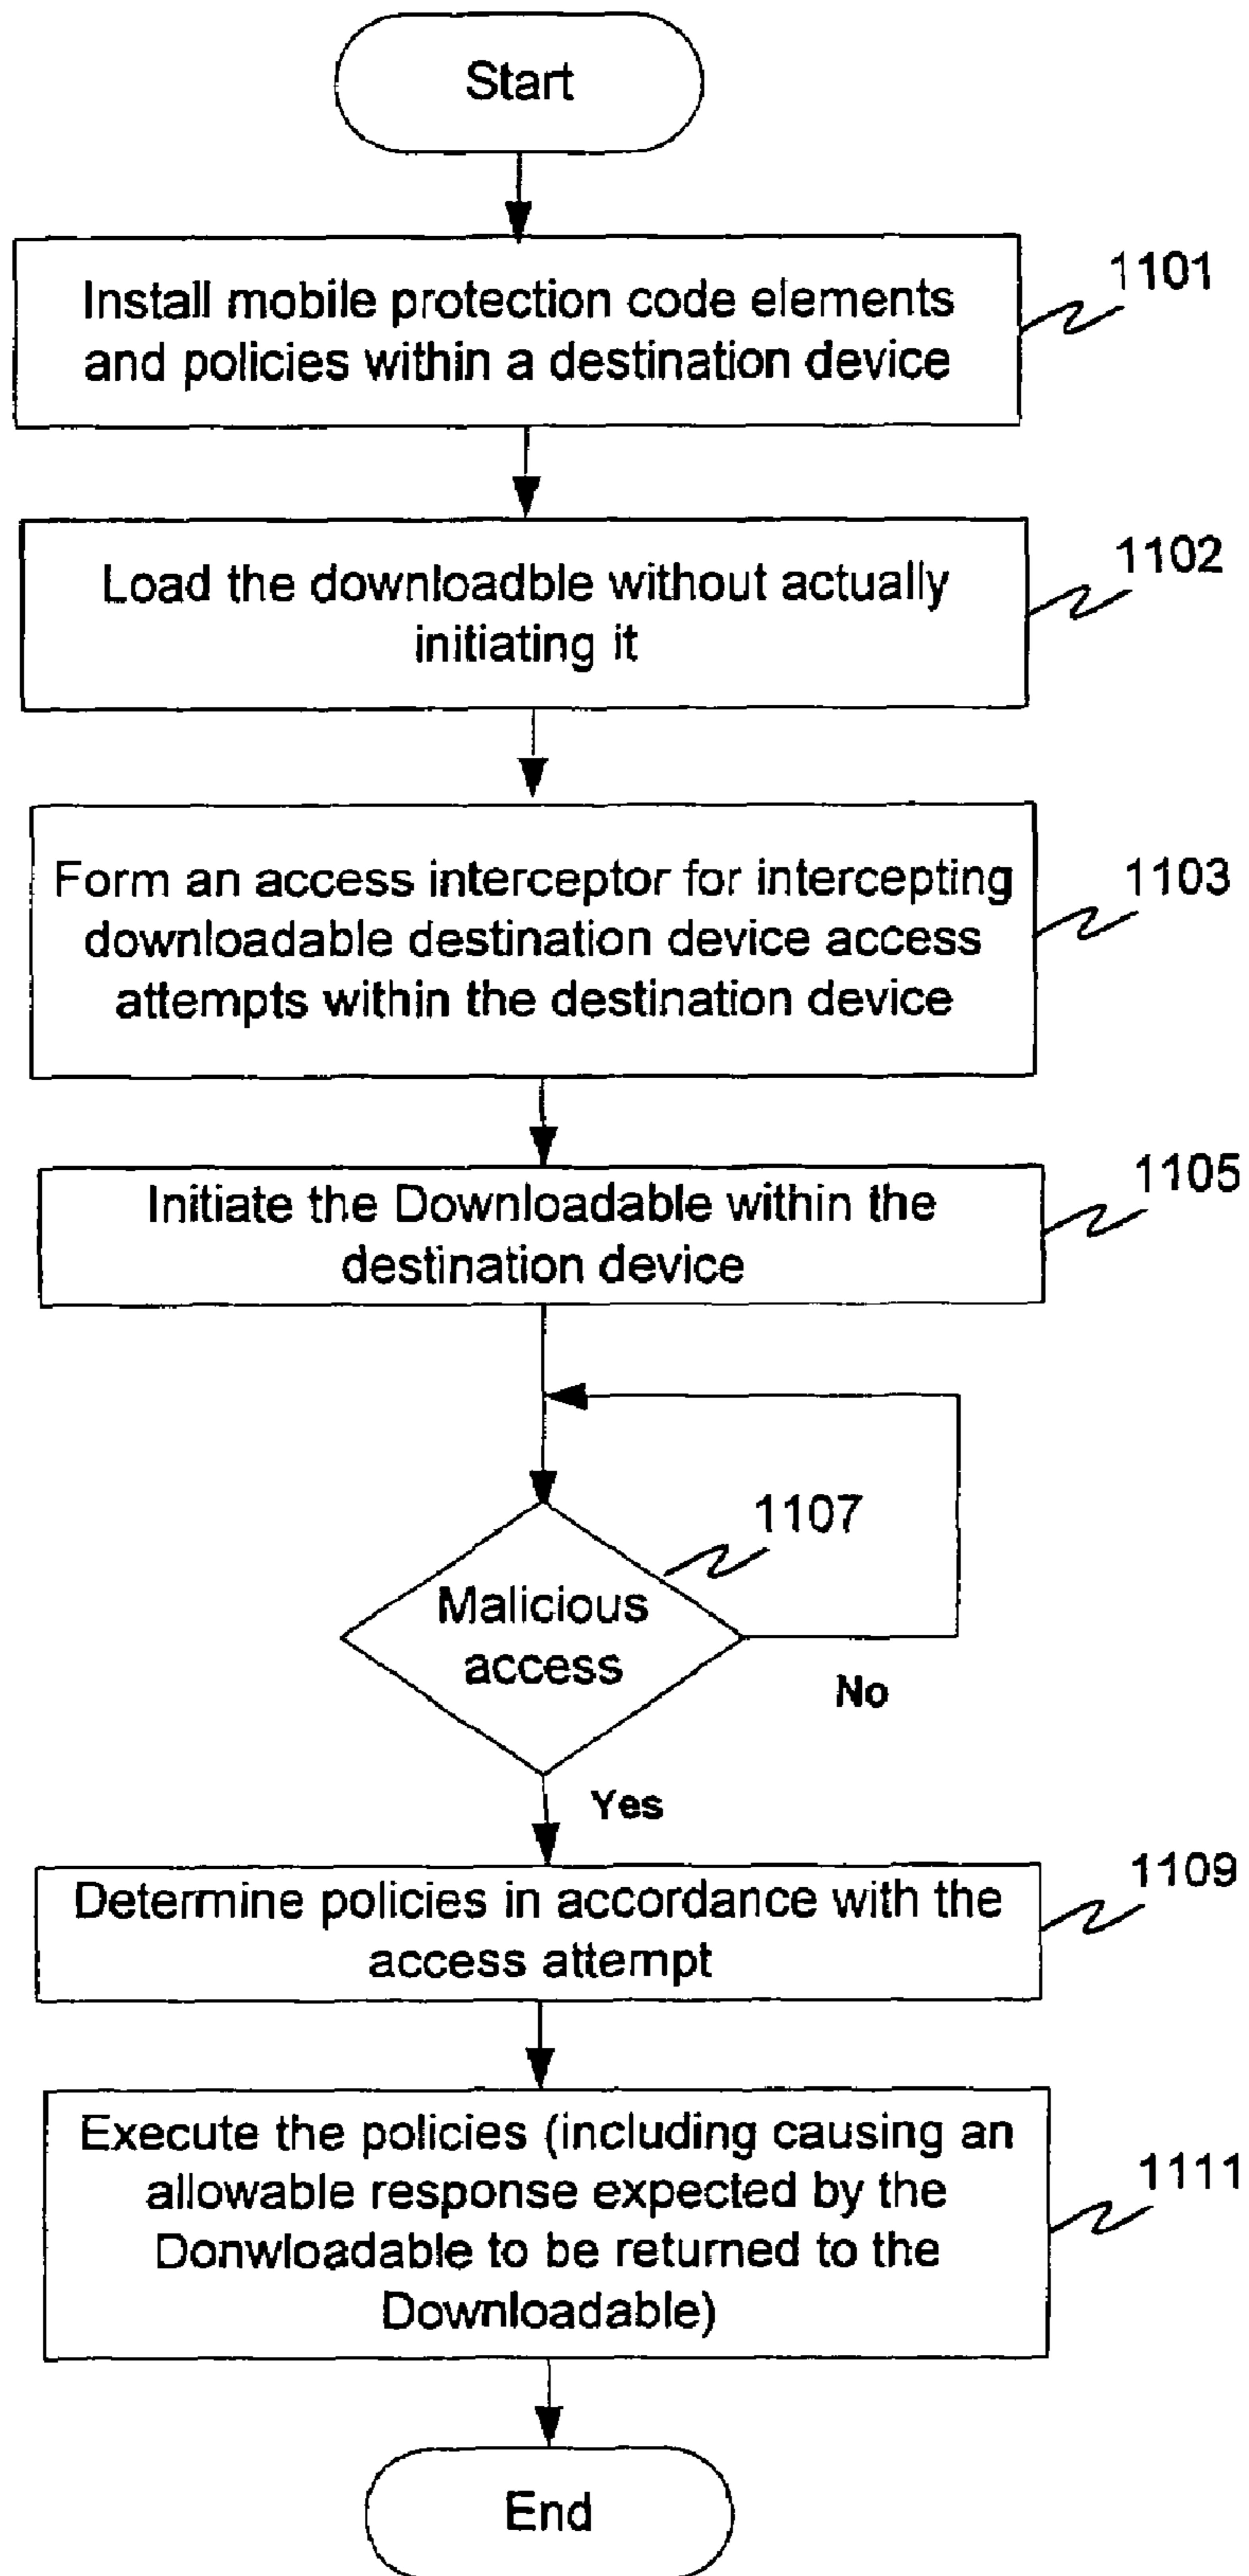 Start
Install mobile protection code elements
and policies within a destination device
1101
Load the downloadble without actually
initiating it
1102
Form an access interceptor for intercepting
downloadable destination device access
attempts within the destination device
1103
Initiate the Downloadable within the
destination device
1105
Malicious
access
1107
No
Yes
Determine policies in accordance with the
access attempt
1109
Execute the policies (including causing an
allowable response expected by the
Donwloadable to be returned to the
Downloadable)
1111
End